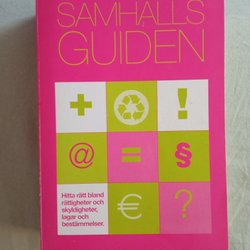 SAMHÄLLS
GUIDEN
+ !
@ = §
€ ?
Hitta rätt bland
rättigheter och
skyldigheter,
lagar och
bestämmelser.